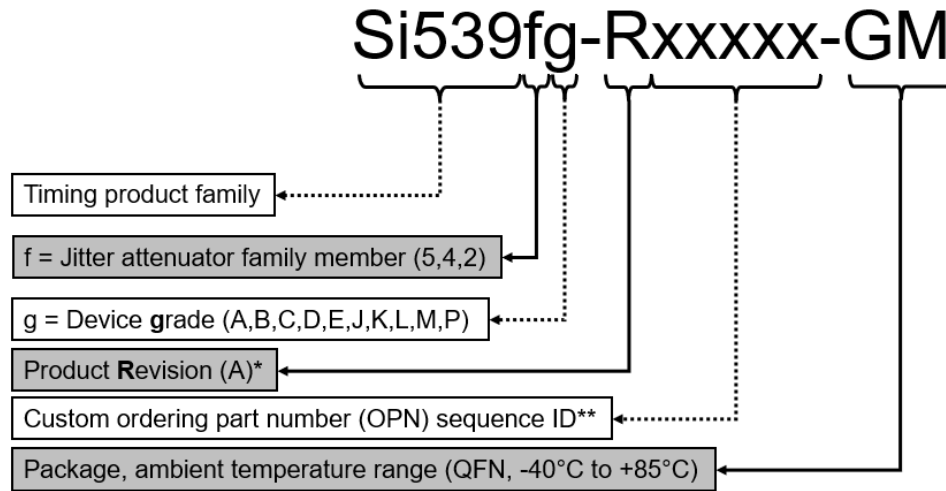 Si539fg-Rxxxxx-GM
Timing product family
f = Jitter attenuator family member (5,4,2)
g = Device grade (A,B,C,D,E,J,K,L,M,P)
Product Revision (A)*
Custom ordering part number (OPN) sequence ID**
Package, ambient temperature range (QFN, -40°C to +85°C)